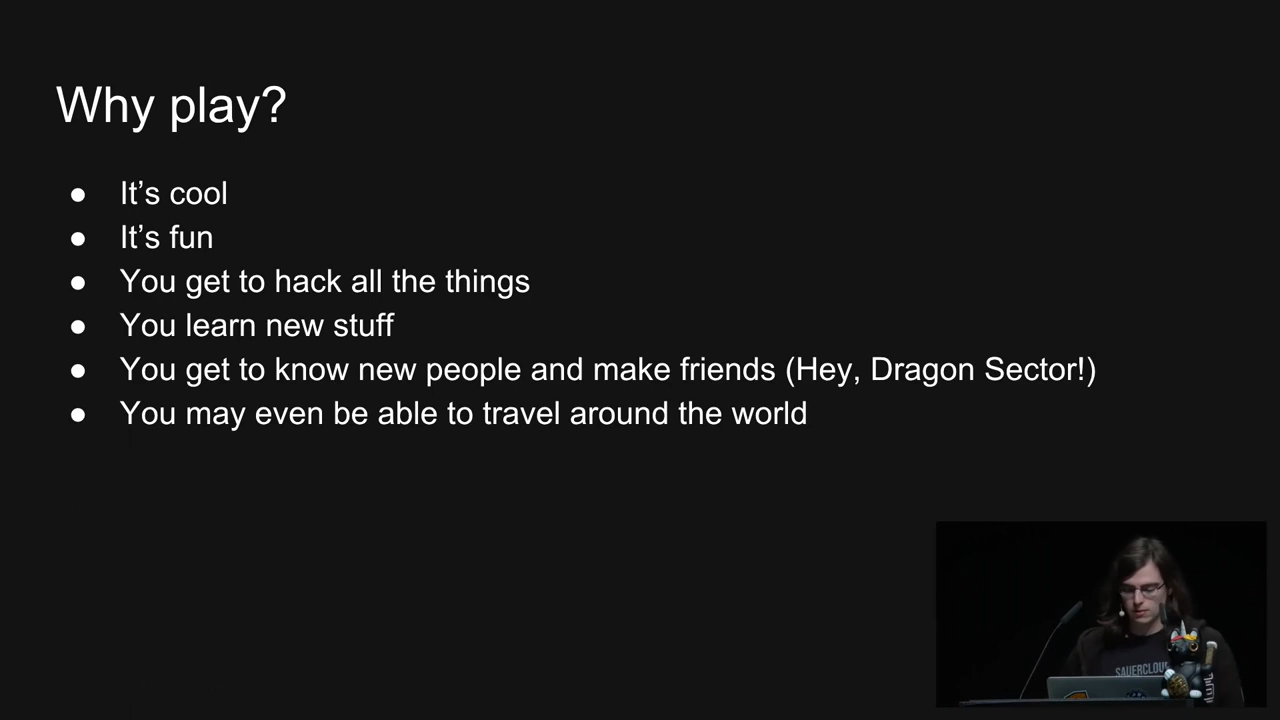 Why play?
● It’s cool
● It’s fun
● You get to hack all the things
● You learn new stuff
● You get to know new people and make friends (Hey, Dragon Sector!)
● You may even be able to travel around the world
SAUERCLOUD